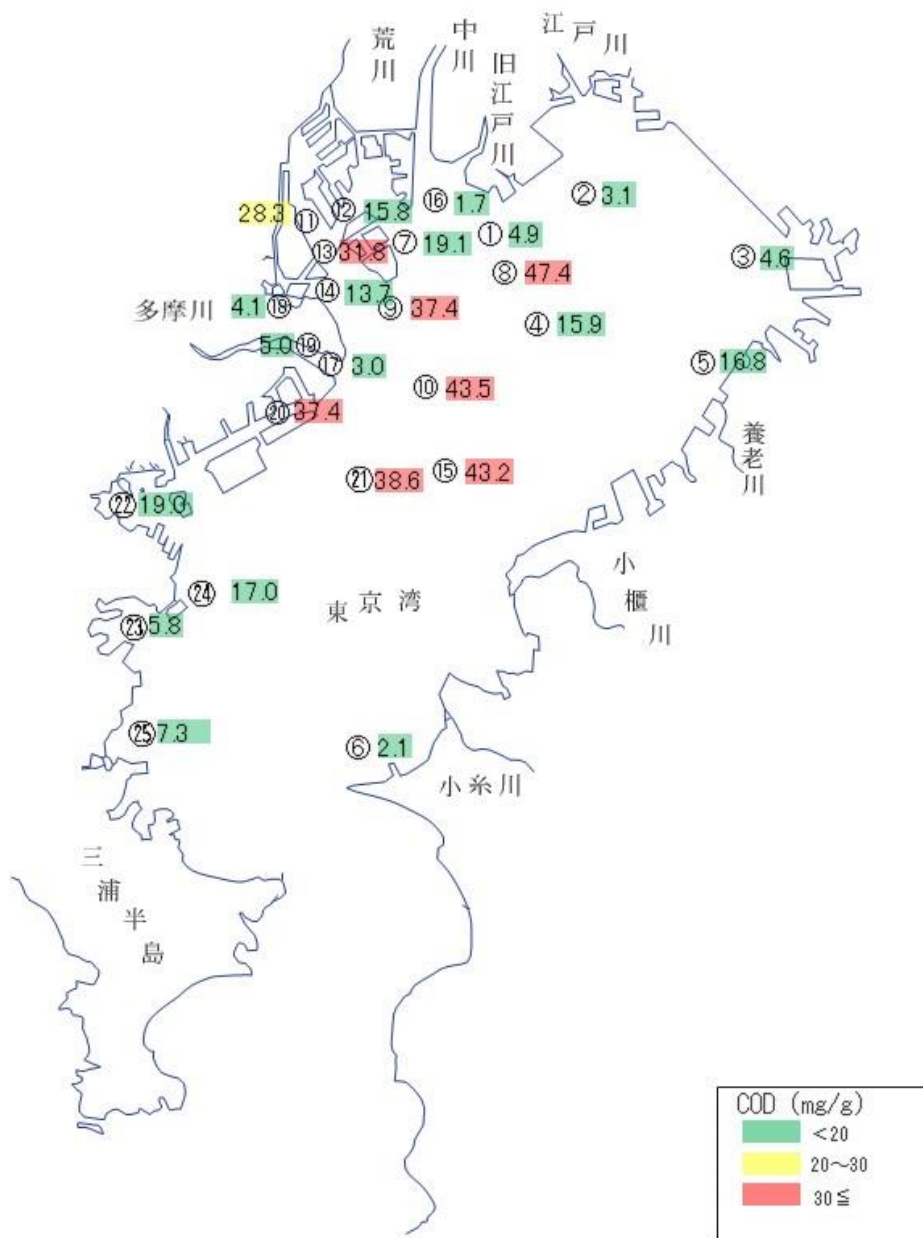 荒川
中川
旧江戸川
江戸川
② 3.1
⑯ 1.7
28.3 ⑪
⑫ 15.8
① 4.9
⑦ 19.1
⑬ 31.8
③ 4.6
⑧ 47.4
⑭ 13.7
多摩川
4.1 ⑱
⑨ 37.4
④ 15.9
5.0 ⑲
⑰ 3.0
⑤ 16.8
⑩ 43.5
⑳ 37.4
養老川
㉑ 38.6
⑮ 43.2
㉒ 19.0
小櫃川
㉔ 17.0
東京湾
㉓ 5.8
㉕ 7.3
⑥ 2.1
小糸川
三浦半島
COD (mg/g)
<20
20～30
30≦